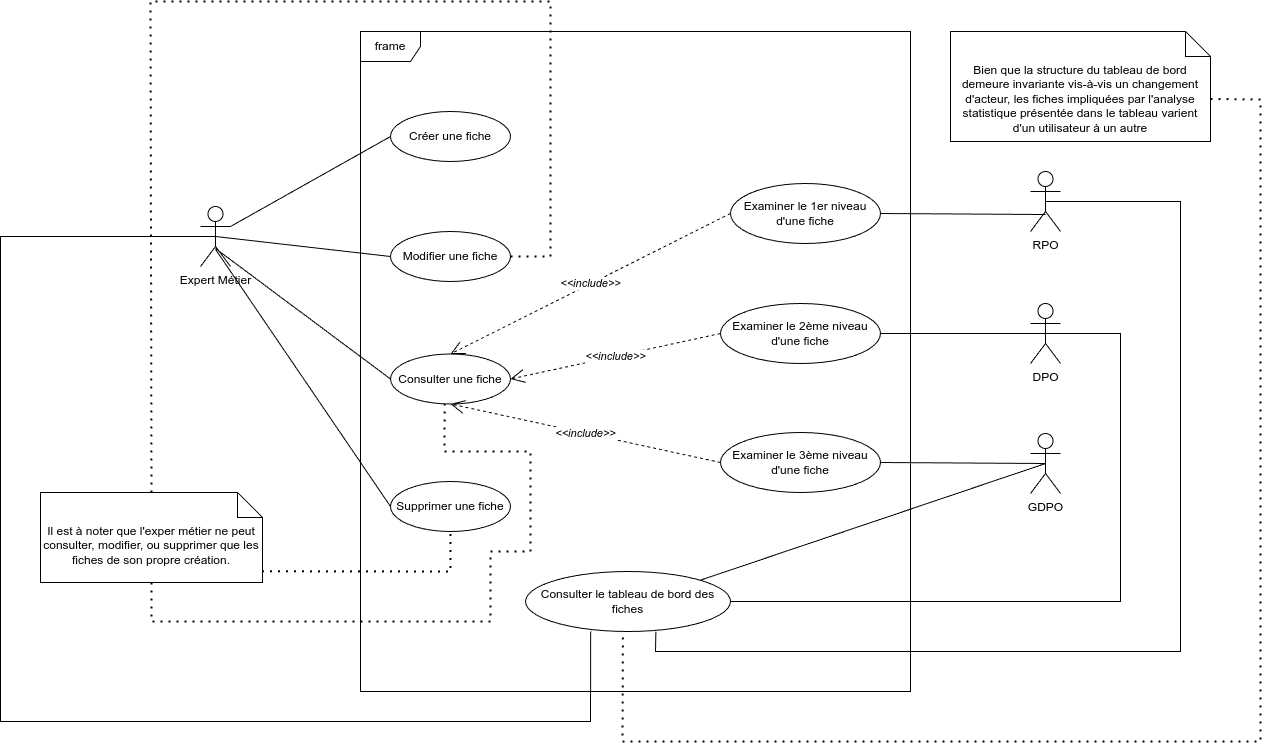 frame
Bien que la structure du tableau de bord
demeure invariante vis-à-vis un changement
d'acteur, les fiches impliquées par l'analyse
statistique présentée dans le tableau varient
d'un utilisateur à un autre
Créer une fiche
Examiner le 1er niveau
d'une fiche
RPO
Modifier une fiche
Expert Métier
<<include>>
Examiner le 2ème niveau
d'une fiche
<<include>>
DPO
Consulter une fiche
<<include>>
Examiner le 3ème niveau
d'une fiche
GDPO
Supprimer une fiche
Il est à noter que l'exper métier ne peut
consulter, modifier, ou supprimer que les
fiches de son propre création.
Consulter le tableau de bord des
fiches